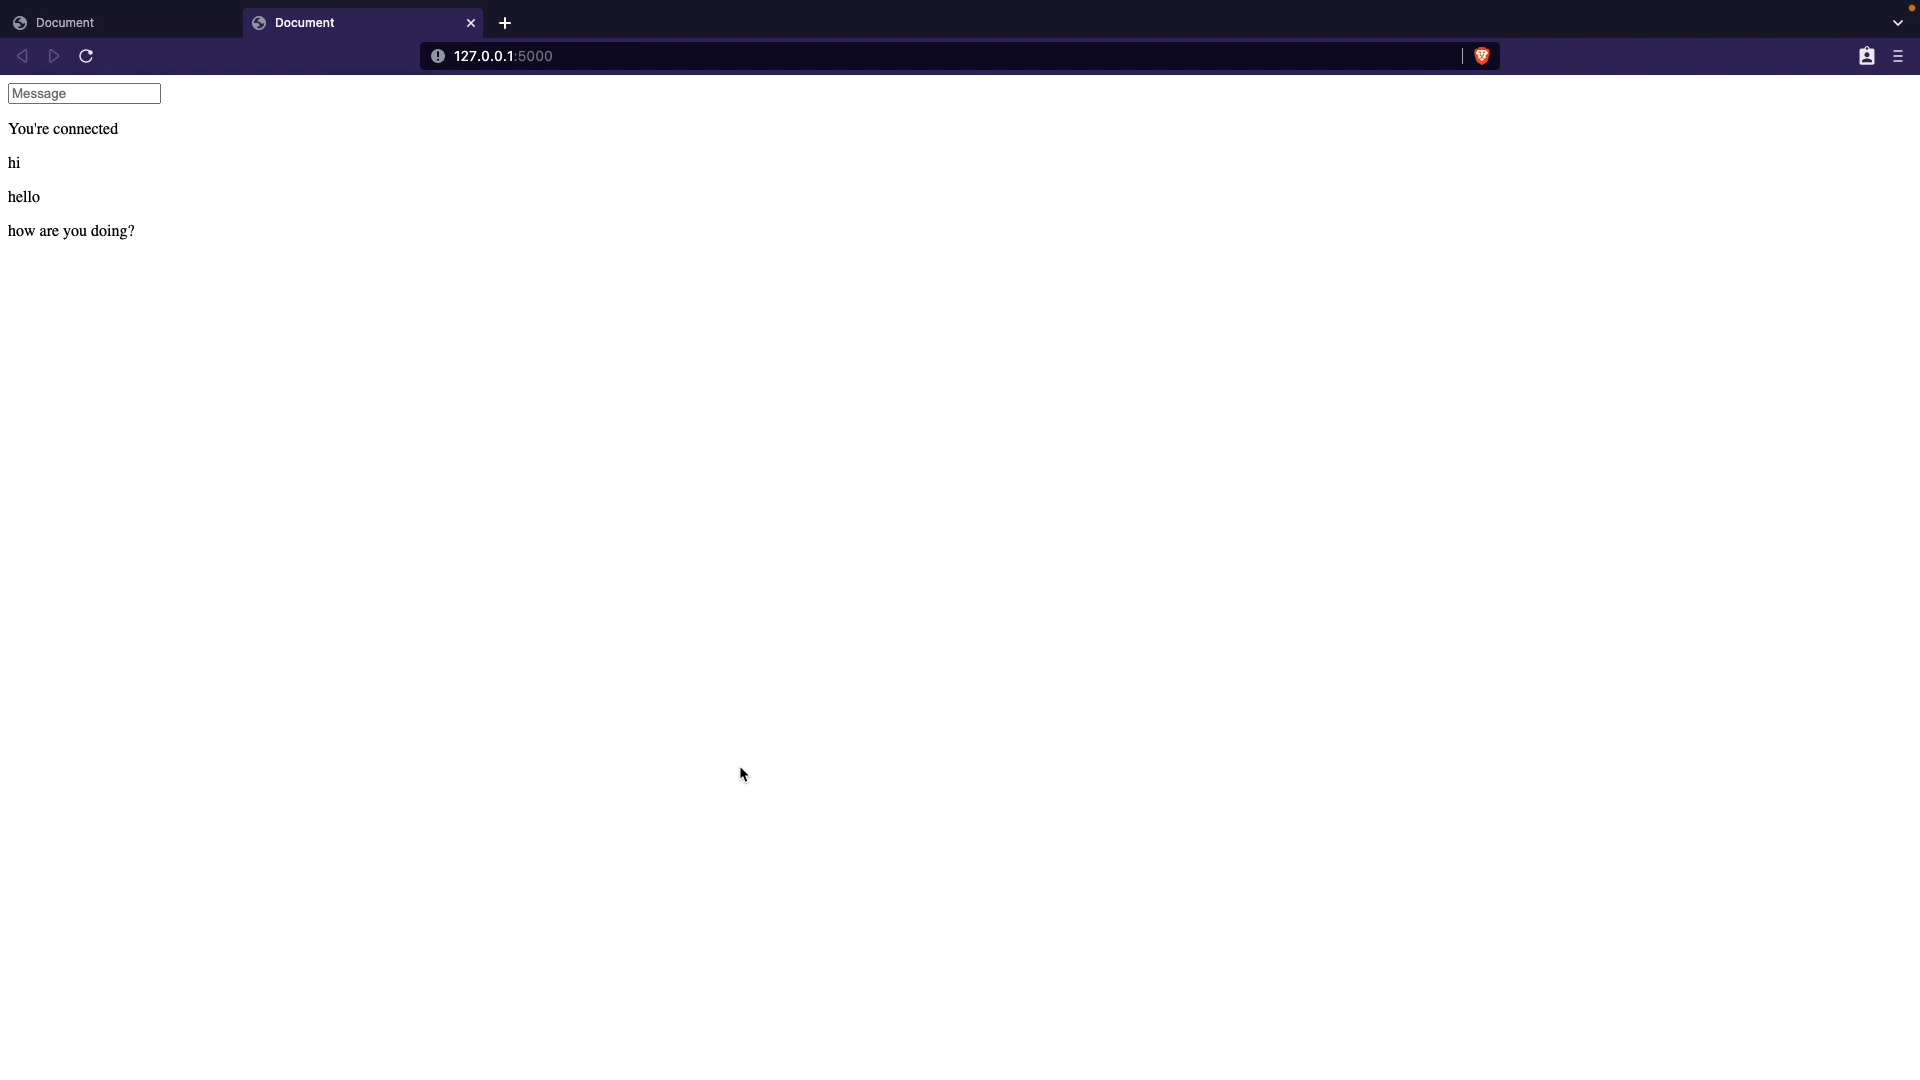 Document
Document
127.0.0.1:5000
Message
You're connected
hi
hello
how are you doing?